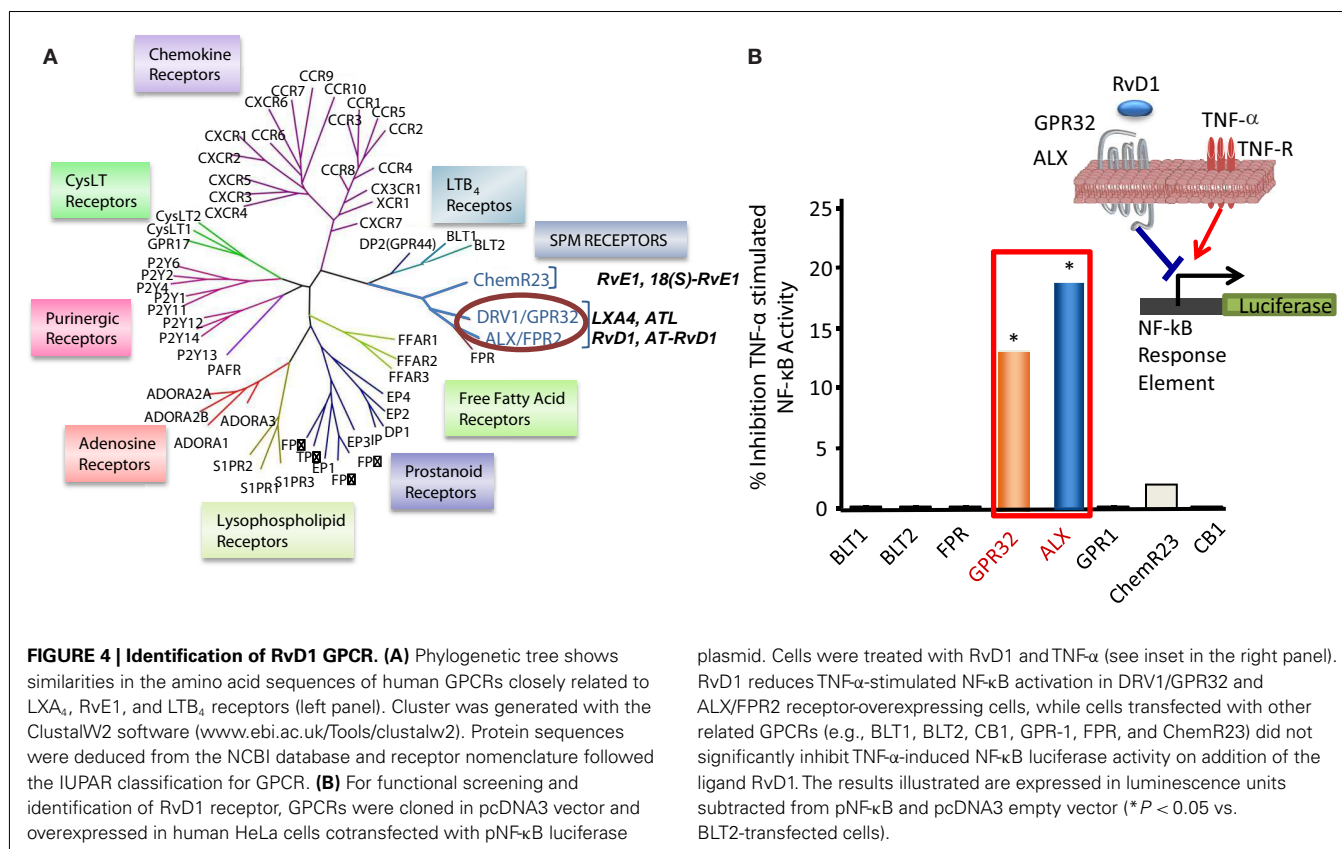 A
Chemokine
Receptors
CCR9
CCR7
CCR10
CXCR6
CCR1
CCR3
CCR5
CCR2
CXCR1
CCR6
CXCR2
CCR4
CCR8
CX3CR1
XCR1
CXCR5
CXCR3
CXCR4
CXCR7
CysLT
Receptors
LTB4
Receptos
CysLT2
CysLT1
GPR17
DP2(GPR44)
BLT1
BLT2
SPM RECEPTORS
P2Y6
P2Y2
P2Y4
P2Y1
P2Y11
P2Y12
P2Y14
P2Y13
PAFR
Purinergic
Receptors
ChemR23
RvE1, 18(S)-RvE1
DRV1/GPR32
LXA4, ATL
ALX/FPR2
RvD1, AT-RvD1
FPR
FFAR1
FFAR2
FFAR3
Free Fatty Acid
Receptors
ADORA2A
ADORA2B
ADORA3
ADORA1
Adenosine
Receptors
EP4
EP2
DP1
EP3IP
FP
TP
EP1
FP
FP
Prostanoid
Receptors
S1PR2
S1PR1
S1PR3
Lysophospholipid
Receptors
B
RvD1
GPR32
ALX
TNF-α
TNF-R
Luciferase
NF-kB
Response
Element
% Inhibition TNF-α stimulated
NF-κB Activity
25
20
15
10
5
0
*
*
BLT1
BLT2
FPR
GPR32
ALX
GPR1
ChemR23
CB1
FIGURE 4 | Identification of RvD1 GPCR. (A) Phylogenetic tree shows
similarities in the amino acid sequences of human GPCRs closely related to
LXA4, RvE1, and LTB4 receptors (left panel). Cluster was generated with the
ClustalW2 software (www.ebi.ac.uk/Tools/clustalw2). Protein sequences
were deduced from the NCBI database and receptor nomenclature followed
the IUPAR classification for GPCR. (B) For functional screening and
identification of RvD1 receptor, GPCRs were cloned in pcDNA3 vector and
overexpressed in human HeLa cells cotransfected with pNF-κB luciferase
plasmid. Cells were treated with RvD1 and TNF-α (see inset in the right panel).
RvD1 reduces TNF-α-stimulated NF-κB activation in DRV1/GPR32 and
ALX/FPR2 receptor-overexpressing cells, while cells transfected with other
related GPCRs (e.g., BLT1, BLT2, CB1, GPR-1, FPR, and ChemR23) did not
significantly inhibit TNF-α-induced NF-κB luciferase activity on addition of the
ligand RvD1. The results illustrated are expressed in luminescence units
subtracted from pNF-κB and pcDNA3 empty vector (*P < 0.05 vs.
BLT2-transfected cells).